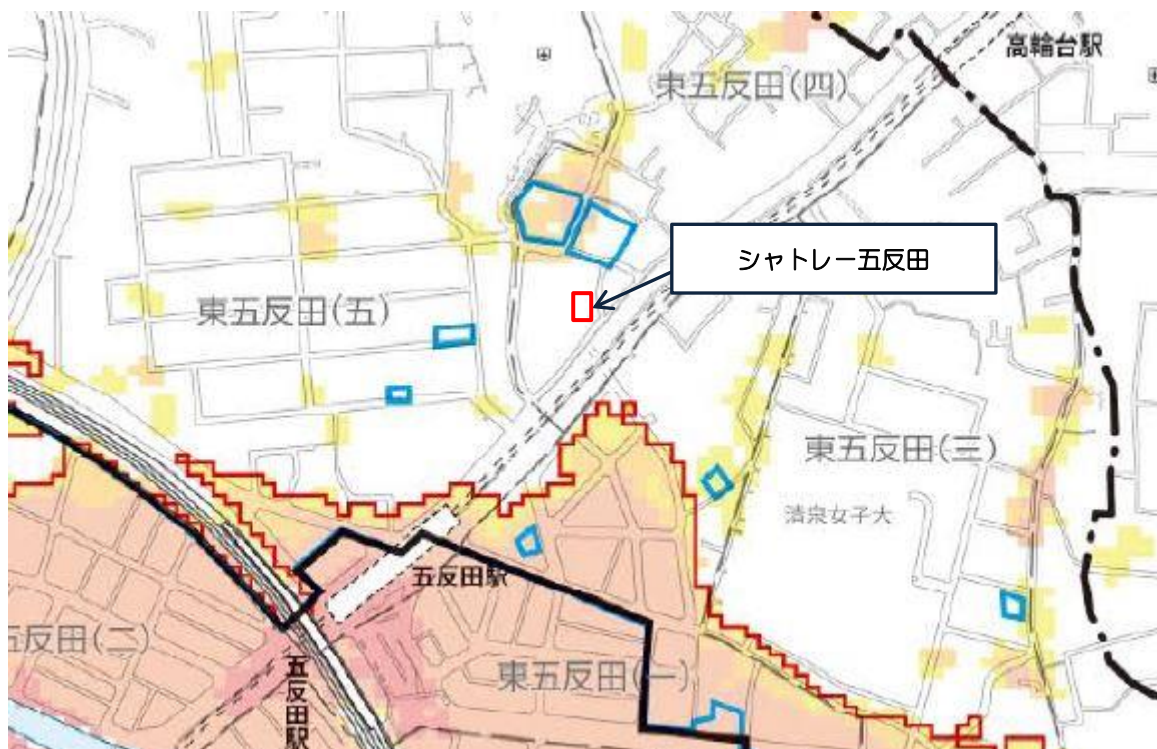 高輪台駅
東五反田(四)
シャトレー五反田
東五反田(五)
東五反田(三)
清泉女子大
五反田駅
五反田(二)
東五反田(一)
五反田駅